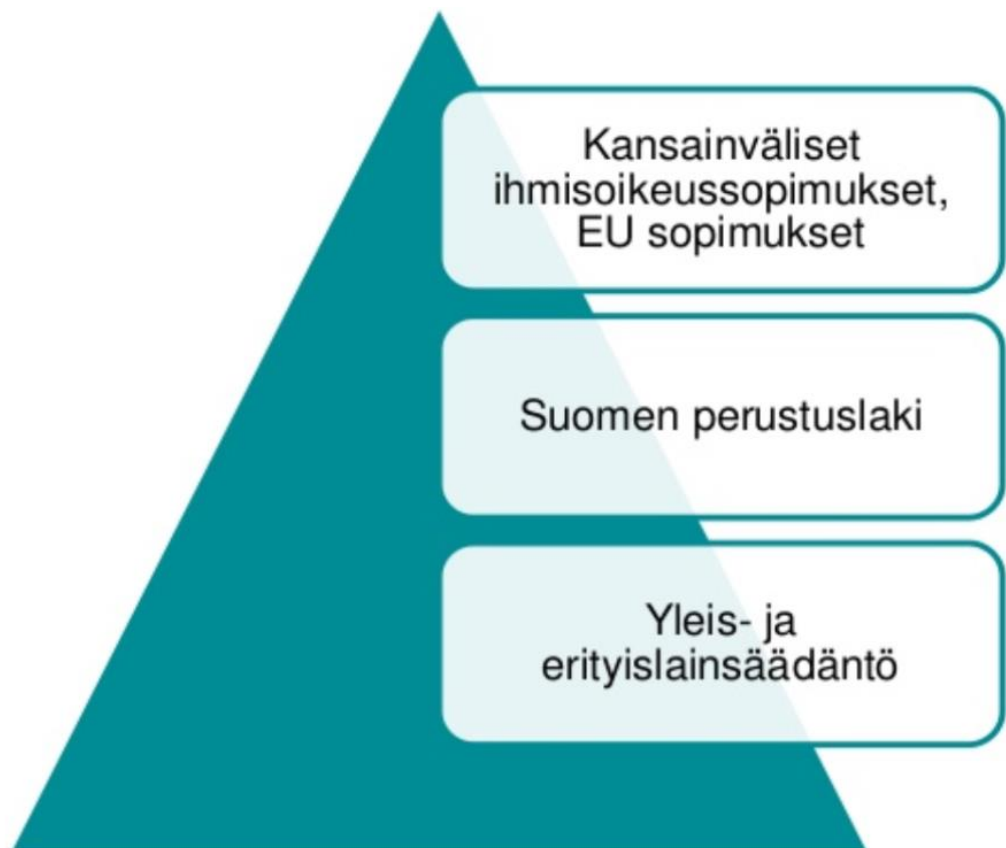 Kansainväliset
ihmisoikeussopimukset,
EU sopimukset
Suomen perustuslaki
Yleis- ja
erityislainsäädäntö